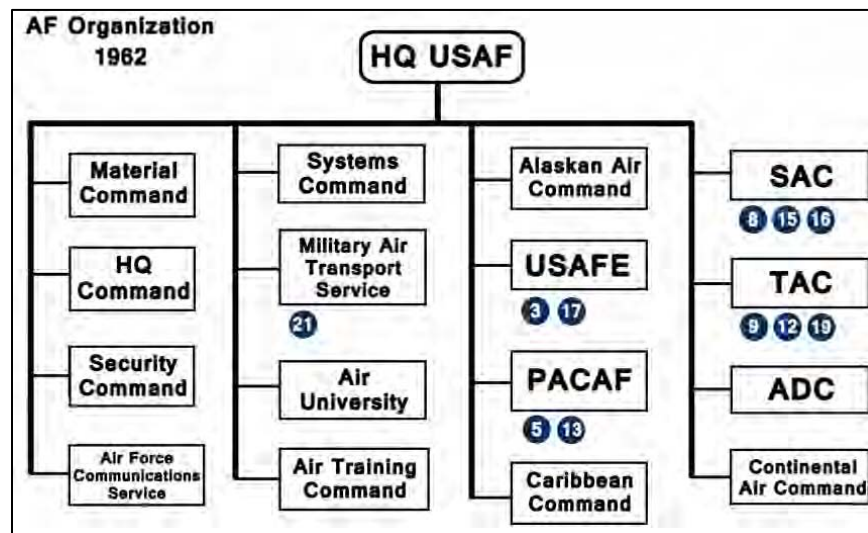 AF Organization
1962
HQ USAF
Material
Command
HQ
Command
Security
Command
Air Force
Communications
Service
Systems
Command
Military Air
Transport
Service
21
Air
University
Air Training
Command
Alaskan Air
Command
USAFE
3 17
PACAF
5 13
Caribbean
Command
SAC
8 15 16
TAC
9 12 19
ADC
Continental
Air Command